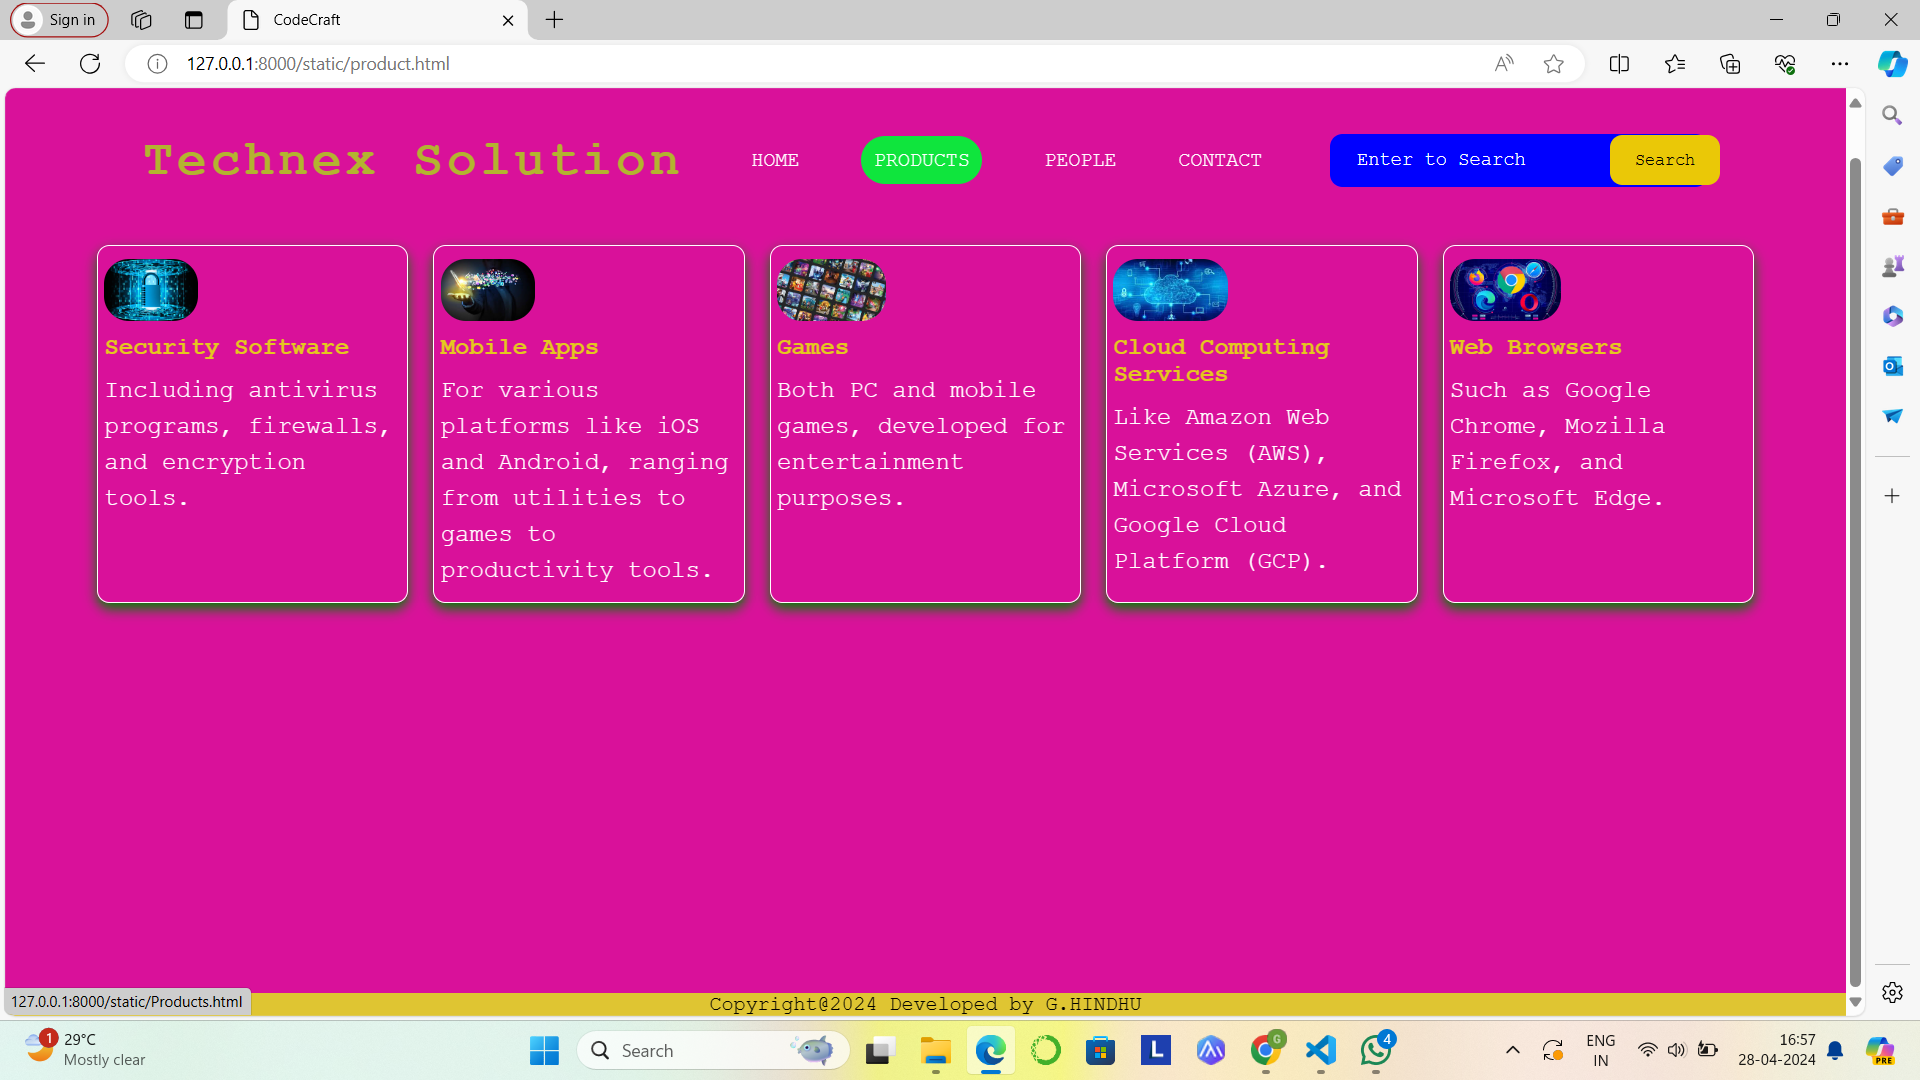 Sign in
CodeCraft
127.0.0.1:8000/static/product.html
Technex Solution
HOME
PRODUCTS
PEOPLE
CONTACT
Enter to Search
Search
Security Software
Including antivirus
programs, firewalls,
and encryption
tools.
Mobile Apps
For various
platforms like iOS
and Android, ranging
from utilities to
games to
productivity tools.
Games
Both PC and mobile
games, developed for
entertainment
purposes.
Cloud Computing
Services
Like Amazon Web
Services (AWS),
Microsoft Azure, and
Google Cloud
Platform (GCP).
Web Browsers
Such as Google
Chrome, Mozilla
Firefox, and
Microsoft Edge.
127.0.0.1:8000/static/Products.html
Copyright@2024 Developed by G.HINDHU
1
29°C
Mostly clear
Search
L
G
4
ENG
IN
16:57
28-04-2024
PRE